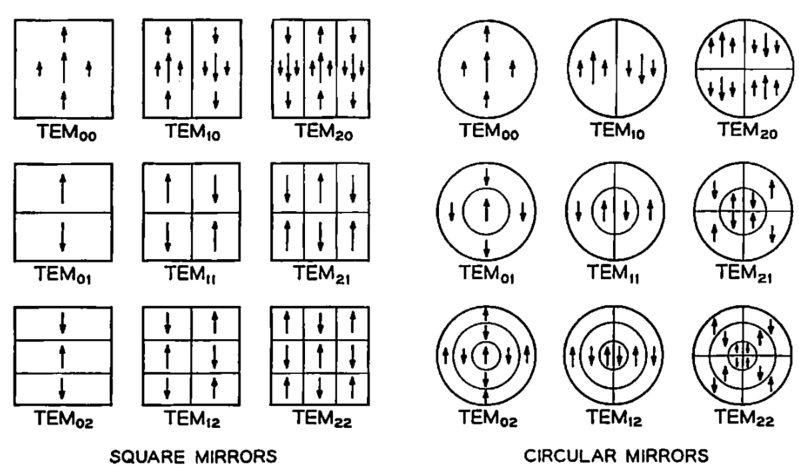 TEM₀₀ TEM₁₀ TEM₂₀ TEM₀₀ TEM₁₀ TEM₂₀
TEM₀₁ TEM₁₁ TEM₂₁ TEM₀₁ TEM₁₁ TEM₂₁
TEM₀₂ TEM₁₂ TEM₂₂ TEM₀₂ TEM₁₂ TEM₂₂
SQUARE MIRRORS CIRCULAR MIRRORS